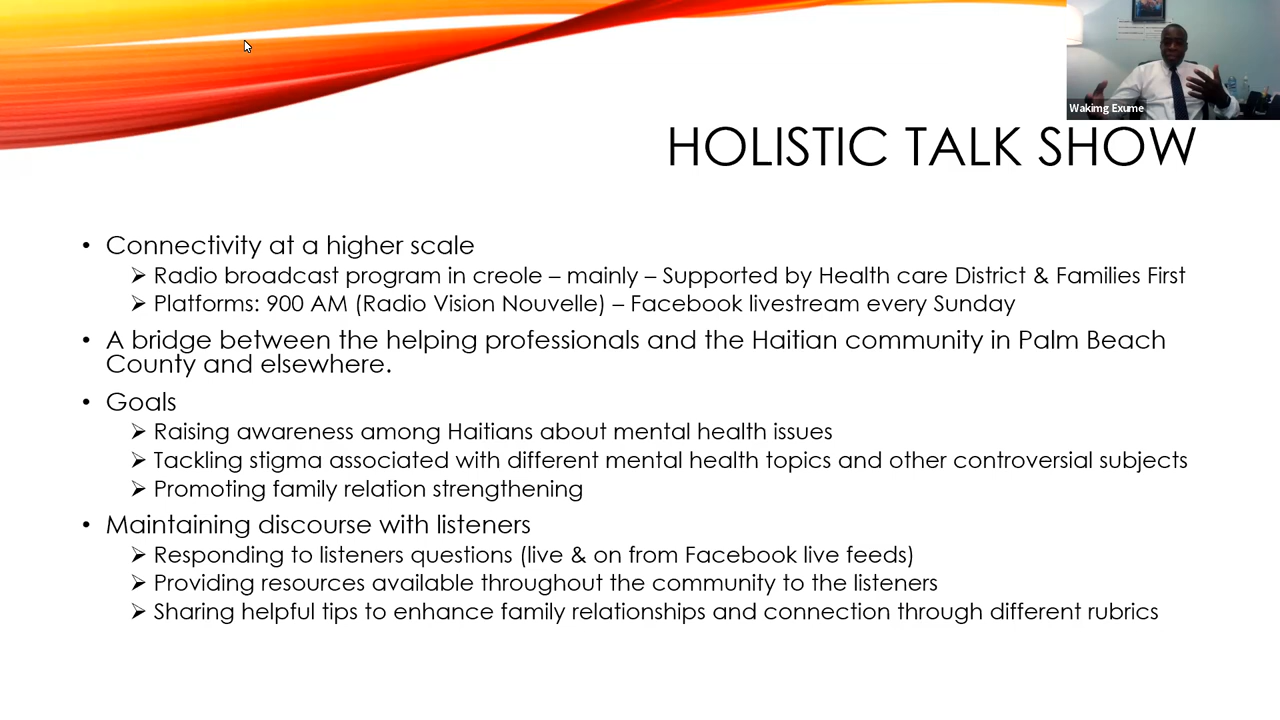 Wakimg Exume
HOLISTIC TALK SHOW
• Connectivity at a higher scale
➢ Radio broadcast program in creole – mainly – Supported by Health care District & Families First
➢ Platforms: 900 AM (Radio Vision Nouvelle) – Facebook livestream every Sunday
• A bridge between the helping professionals and the Haitian community in Palm Beach
County and elsewhere.
• Goals
➢ Raising awareness among Haitians about mental health issues
➢ Tackling stigma associated with different mental health topics and other controversial subjects
➢ Promoting family relation strengthening
• Maintaining discourse with listeners
➢ Responding to listeners questions (live & on from Facebook live feeds)
➢ Providing resources available throughout the community to the listeners
➢ Sharing helpful tips to enhance family relationships and connection through different rubrics